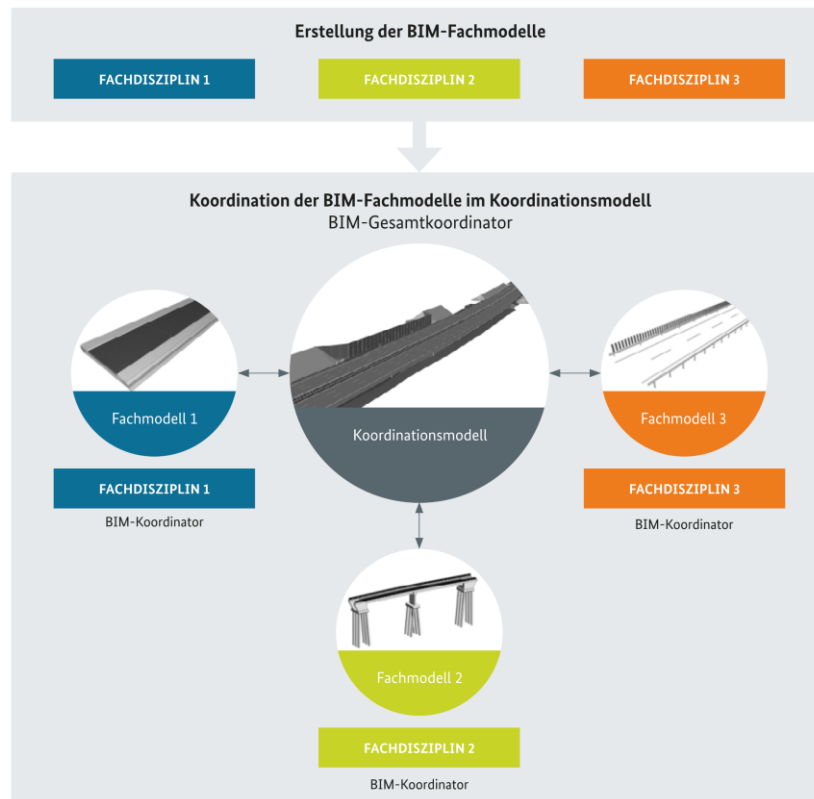 Erstellung der BIM-Fachmodelle
FACHDISZIPLIN 1
FACHDISZIPLIN 2
FACHDISZIPLIN 3
Koordination der BIM-Fachmodelle im Koordinationsmodell
BIM-Gesamtkoordinator
Fachmodell 1
Koordinationsmodell
Fachmodell 3
FACHDISZIPLIN 1
BIM-Koordinator
FACHDISZIPLIN 3
BIM-Koordinator
Fachmodell 2
FACHDISZIPLIN 2
BIM-Koordinator